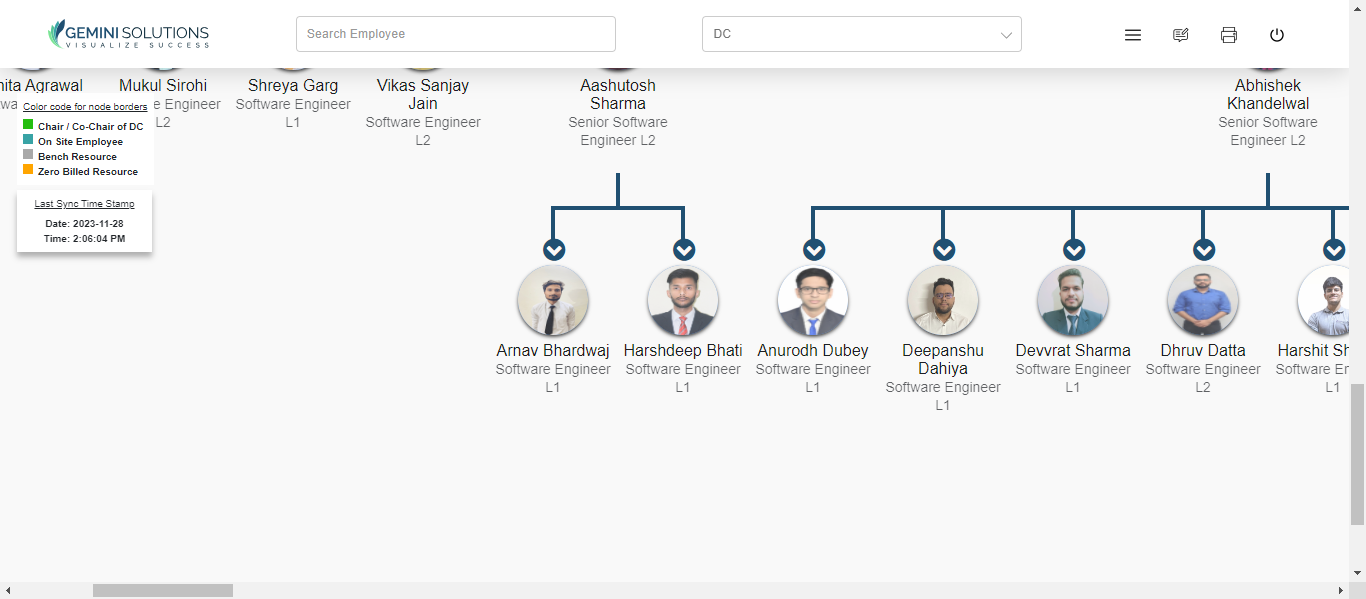 GEMINI SOLUTIONS
VISUALIZE SUCCESS
Search Employee
DC
Agrawal
Mukul Sirohi
Engineer
L2
Shreya Garg
Software Engineer
L1
Vikas Sanjay
Jain
Software Engineer
L2
Aashutosh
Sharma
Senior Software
Engineer L2
Abhishek
Khandelwal
Senior Software
Engineer L2
Color code for node borders
Chair / Co-Chair of DC
On Site Employee
Bench Resource
Zero Billed Resource
Last Sync Time Stamp
Date: 2023-11-28
Time: 2:06:04 PM
Arnav Bhardwaj
Software Engineer
L1
Harshdeep Bhati
Software Engineer
L1
Anurodh Dubey
Software Engineer
L1
Deepanshu
Dahiya
Software Engineer
L1
Devvrat Sharma
Software Engineer
L1
Dhruv Datta
Software Engineer
L2
Harshit Sh
Software En
L1